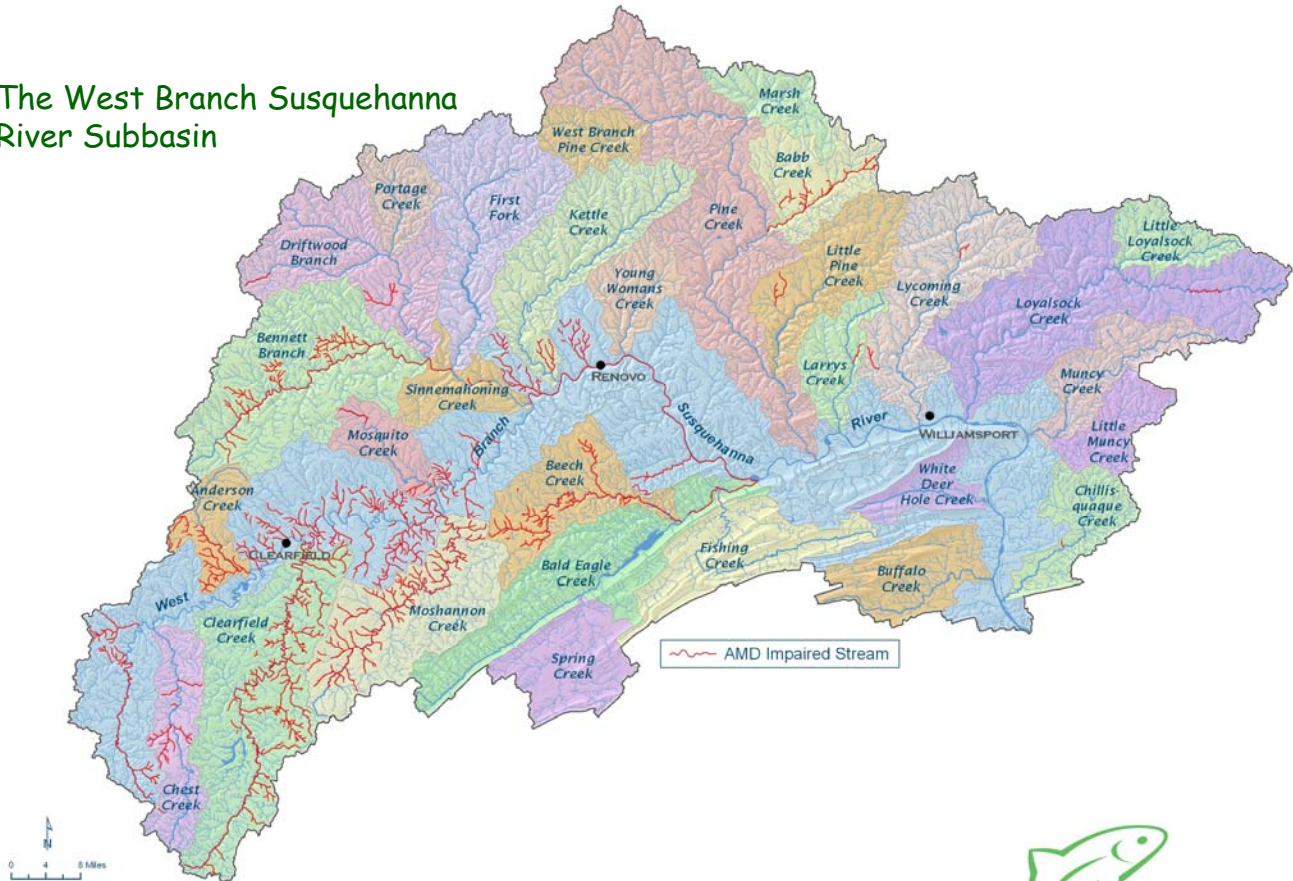 The West Branch Susquehanna
River Subbasin
Marsh
Creek
West Branch
Pine Creek
Babb
Creek
Portage
Creek
First
Fork
Kettle
Creek
Pine
Creek
Driftwood
Branch
Little
Loyalsock
Creek
Little
Pine
Creek
Young
Womans
Creek
Lycoming
Creek
Loyalsock
Creek
Bennett
Branch
Larrys
Creek
Muncy
Creek
RENOVO
Sinnemahoning
Creek
Susquehanna
River
WILLIAMSPORT
Little
Muncy
Creek
Mosquito
Creek
Branch
Beech
Creek
White
Deer
Hole Creek
Anderson
Creek
Chillis-
quaque
Creek
CLEARFIELD
Fishing
Creek
Bald Eagle
Creek
Buffalo
Creek
West
Moshannon
Creek
Clearfield
Creek
Spring
Creek
AMD Impaired Stream
Chest
Creek
N
0 4 8 Miles